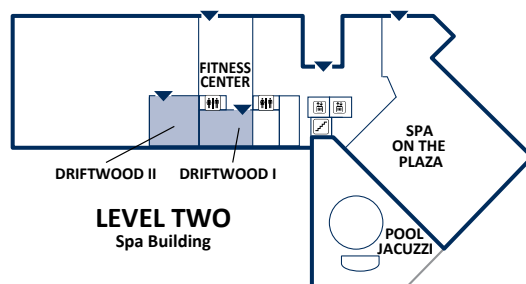 FITNESS
CENTER
SPA
ON THE
PLAZA
DRIFTWOOD II
DRIFTWOOD I
LEVEL TWO
Spa Building
POOL
JACUZZI